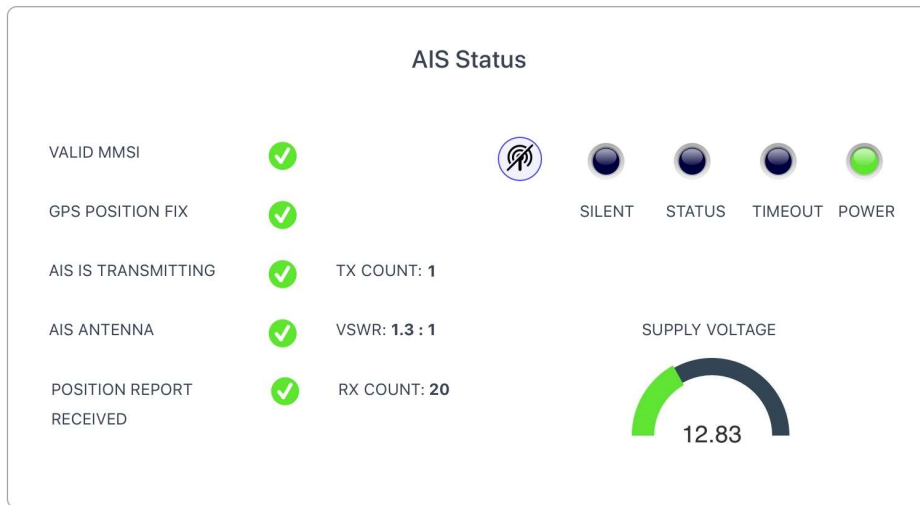 AIS Status
VALID MMSI
GPS POSITION FIX
AIS IS TRANSMITTING
TX COUNT: 1
AIS ANTENNA
VSWR: 1.3 : 1
POSITION REPORT
RECEIVED
RX COUNT: 20
SILENT
STATUS
TIMEOUT
POWER
SUPPLY VOLTAGE
12.83